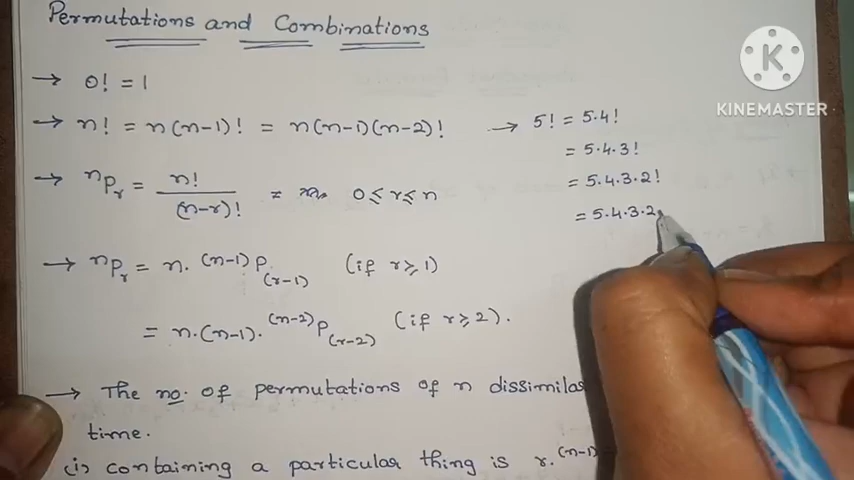 Permutations and Combinations
→ 0! = 1
→ n! = n(n-1)! = n(n-1)(n-2)!
→ ⁿPᵣ = n!/(n-r)! = 0 ≤ r ≤ n
→ ⁿPᵣ = n. ⁽ⁿ⁻¹⁾P₍ᵣ₋₁₎ (if r ≥ 1)
= n.(n-1). ⁽ⁿ⁻²⁾P₍ᵣ₋₂₎ (if r ≥ 2).
→ The no. of permutations of n dissimilar
time.
(i) containing a particular thing is r. ⁽ⁿ⁻¹⁾
→ 5! = 5.4!
= 5.4.3!
= 5.4.3.2!
= 5.4.3.2
KINEMASTER